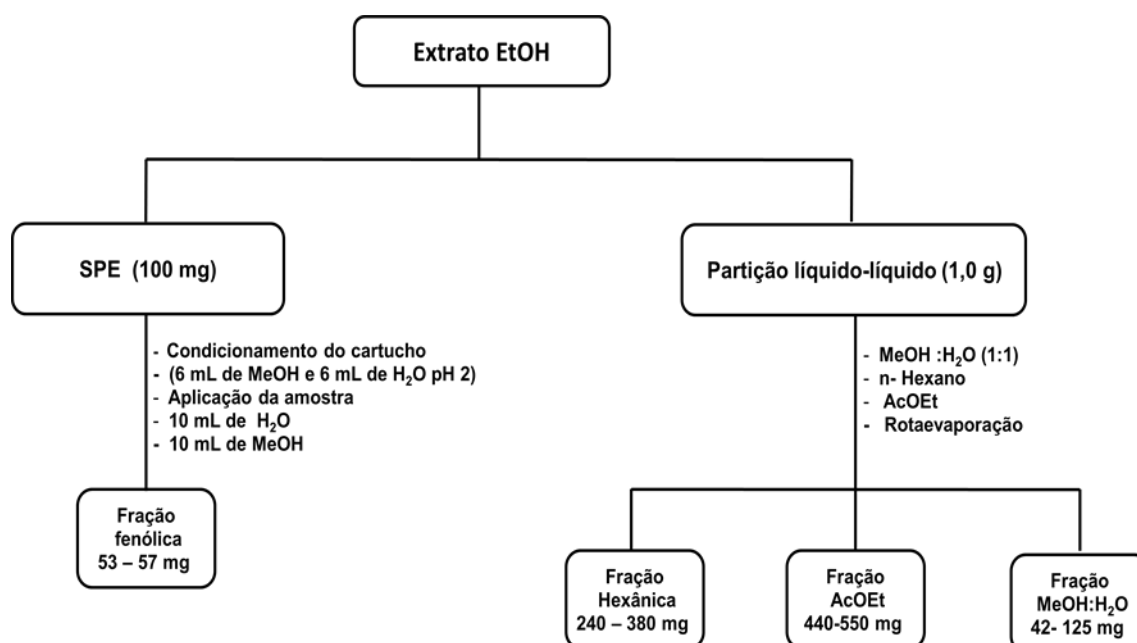 Extrato EtOH
SPE (100 mg)
- Condicionamento do cartucho
- (6 mL de MeOH e 6 mL de H₂O pH 2)
- Aplicação da amostra
- 10 mL de H₂O
- 10 mL de MeOH
Fração
fenólica
53 – 57 mg
Partição líquido-líquido (1,0 g)
- MeOH :H₂O (1:1)
- n- Hexano
- AcOEt
- Rotaevaporação
Fração
Hexânica
240 – 380 mg
Fração
AcOEt
440-550 mg
Fração
MeOH:H₂O
42- 125 mg